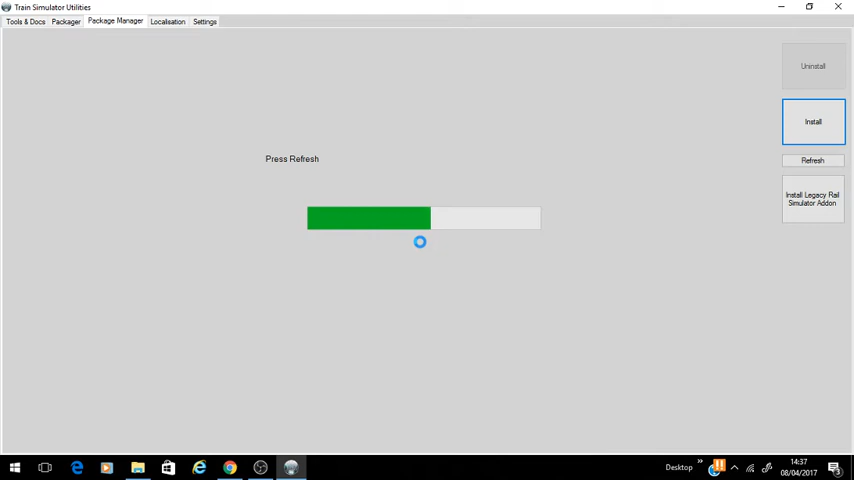 Train Simulator Utilities
Tools & Docs Packager Package Manager Localisation Settings
Uninstall
Install
Press Refresh
Refresh
Install Legacy Rail
Simulator Addon
Desktop
14:37
08/04/2017
3